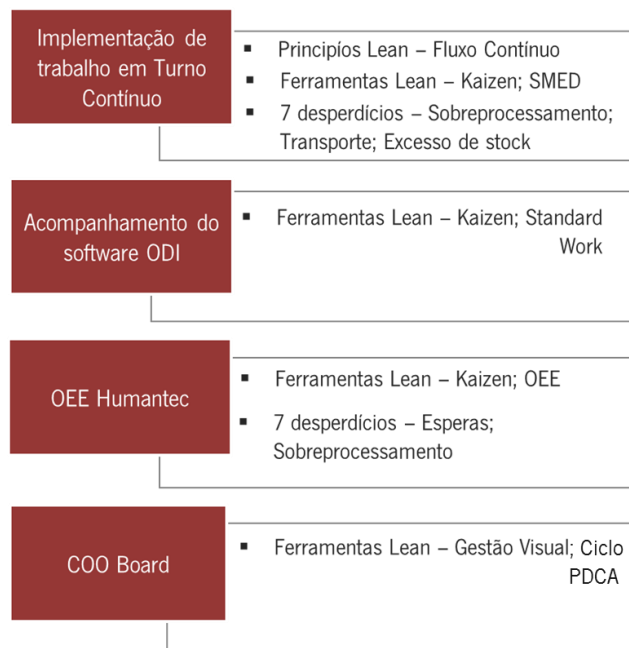 Implementação de
trabalho em Turno
Contínuo
▪ Principíos Lean – Fluxo Contínuo
▪ Ferramentas Lean – Kaizen; SMED
▪ 7 desperdícios – Sobreprocessamento;
Transporte; Excesso de stock
Acompanhamento do
software ODI
▪ Ferramentas Lean – Kaizen; Standard
Work
OEE Humantec
▪ Ferramentas Lean – Kaizen; OEE
▪ 7 desperdícios – Esperas;
Sobreprocessamento
COO Board
▪ Ferramentas Lean – Gestão Visual; Ciclo
PDCA